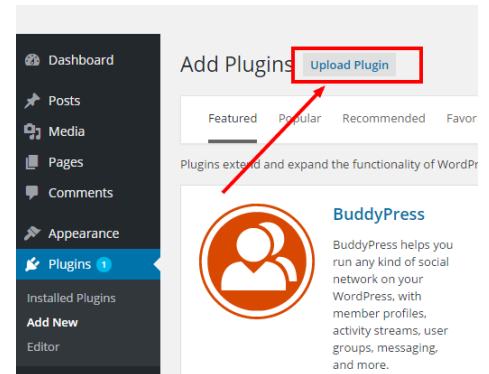 Dashboard
Posts
Media
Pages
Comments
Appearance
Plugins 1
Installed Plugins
Add New
Editor
Add Plugins Upload Plugin
Featured Popular Recommended Favor
Plugins extend and expand the functionality of WordPr
BuddyPress
BuddyPress helps you
run any kind of social
network on your
WordPress, with
member profiles,
activity streams, user
groups, messaging,
and more.